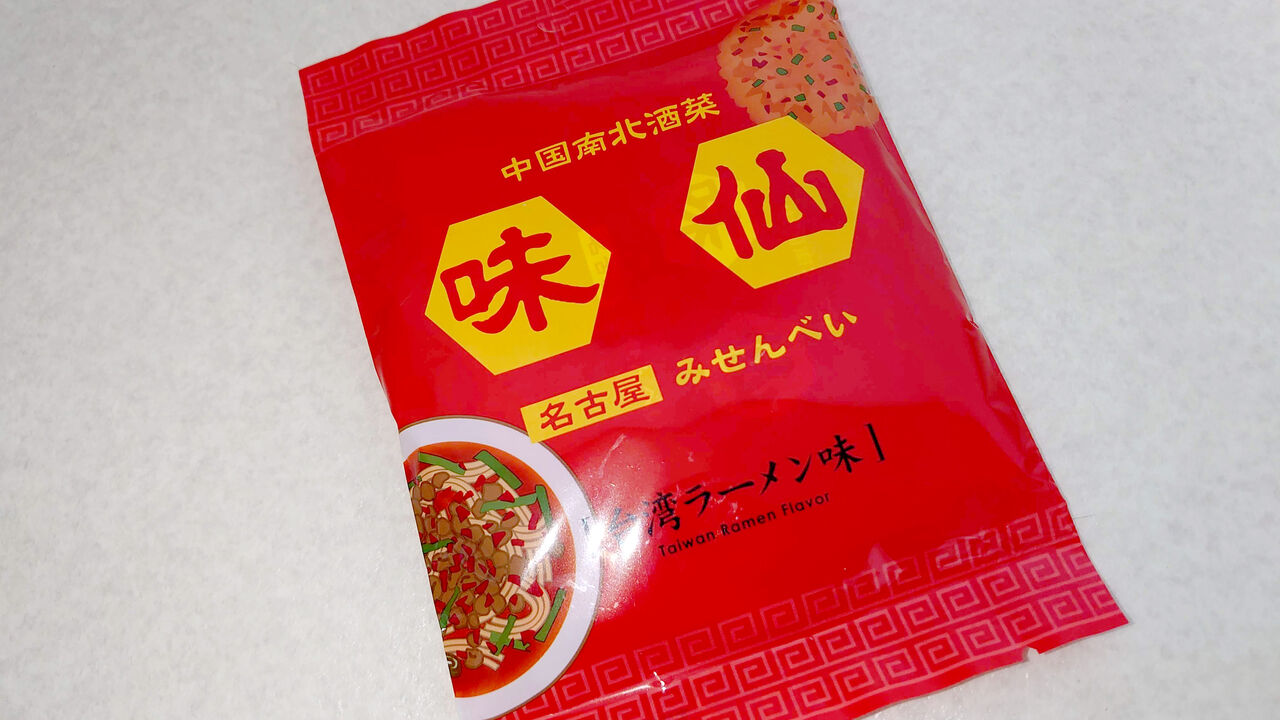 中国南北酒菜
味仙
名古屋 みせんべい
台湾ラーメン味
Taiwan Ramen Flavor